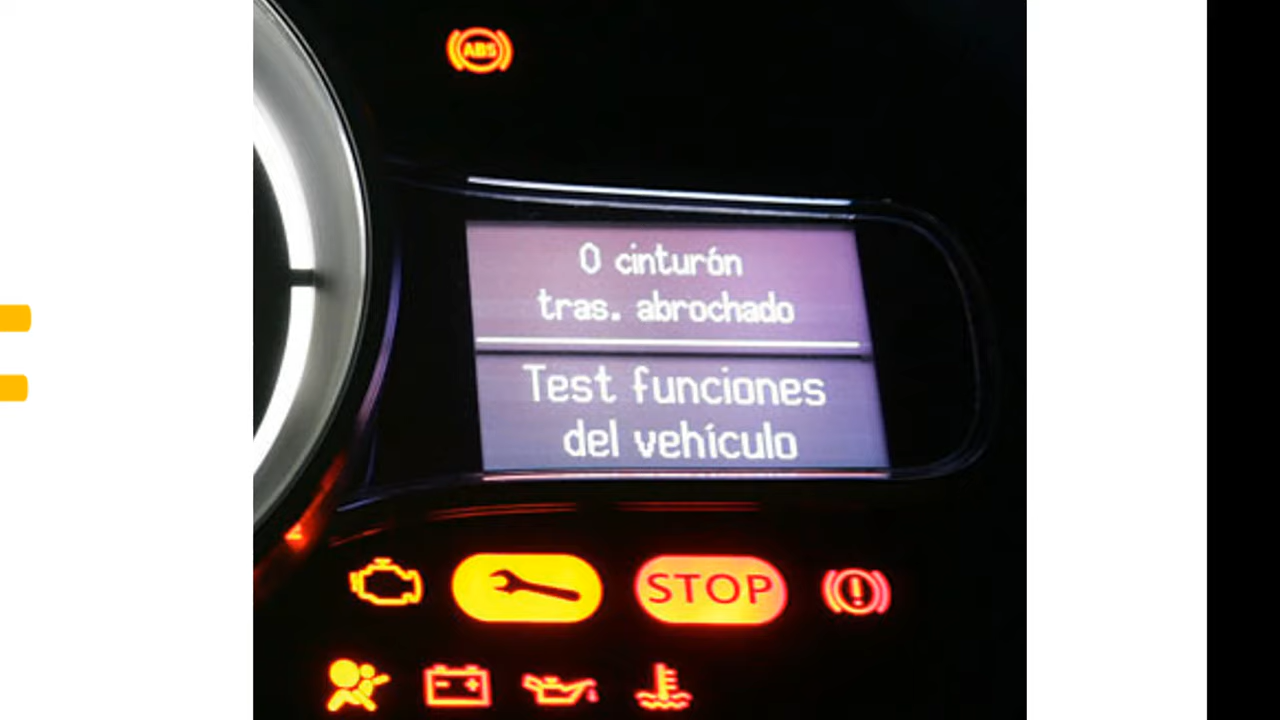 ABS
0 cinturón
tras. abrochado
Test funciones
del vehículo
STOP